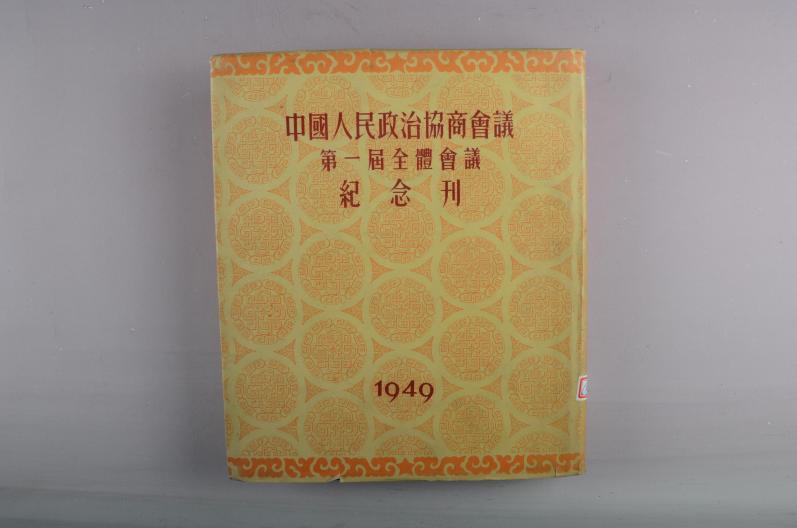 中國人民政治協商會議
第一屆全體會議
紀念刊
1949